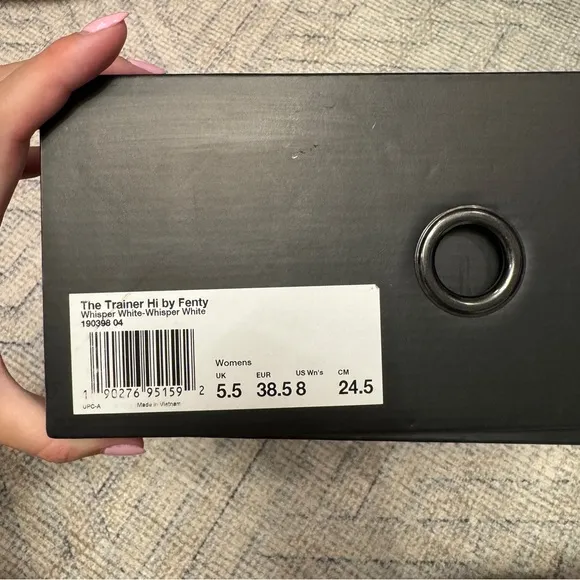 The Trainer Hi by Fenty
Whisper White-Whisper White
190398 04
1 90276 95159 2
UPC-A Made in Vietnam
Womens
UK EUR US Wn's CM
5.5 38.5 8 24.5